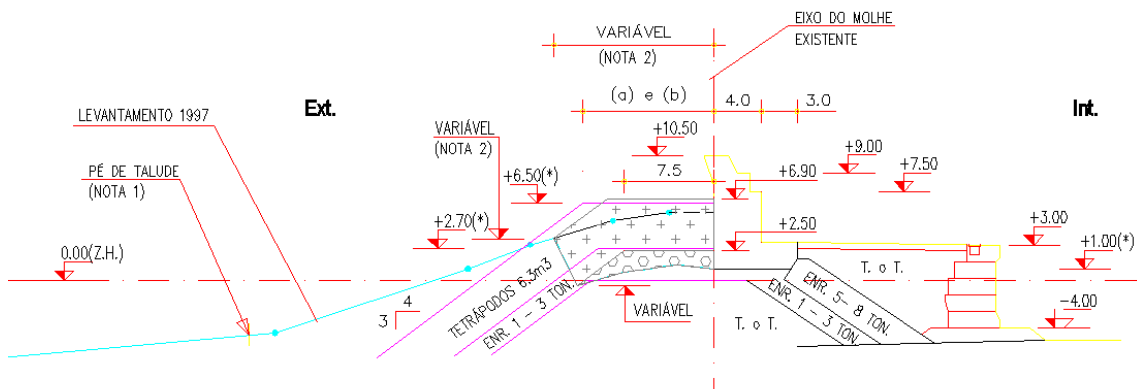 VARIÁVEL
(NOTA 2)
EIXO DO MOLHE
EXISTENTE
LEVANTAMENTO 1997
Ext.
(a) e (b)
4.0
3.0
Int.
VARIÁVEL
(NOTA 2)
+10.50
+9.00
PÉ DE TALUDE
(NOTA 1)
+6.50(*)
7.5
+6.90
+7.50
+2.70(*)
+2.50
+3.00
0.00(Z.H.)
+1.00(*)
T. o T.
4
3
TETRÁPODOS 6.3m3
ENR. 1 - 3 TON.
VARIÁVEL
T. o T.
ENR. 1 - 3 TON.
ENR. 5- 8 TON.
-4.00